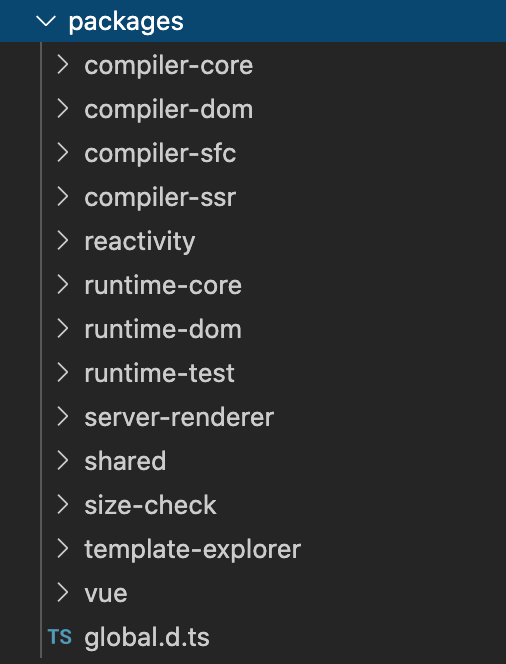 packages
compiler-core
compiler-dom
compiler-sfc
compiler-ssr
reactivity
runtime-core
runtime-dom
runtime-test
server-renderer
shared
size-check
template-explorer
vue
TS global.d.ts